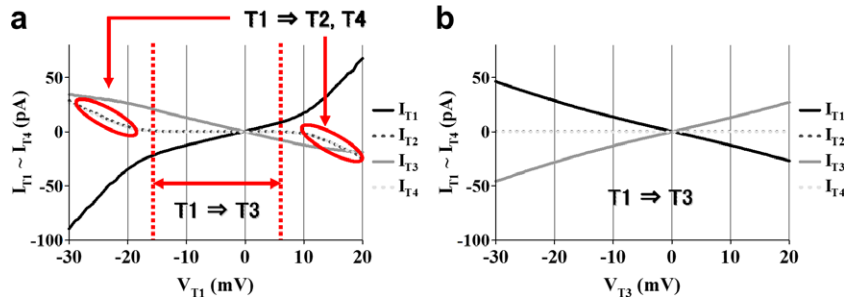 a
T1 ⇒ T2, T4
I_T1 ~ I_T4 (pA)
50
0
-50
-100
-30
-20
-10
0
10
20
V_T1 (mV)
T1 ⇒ T3
I_T1
I_T2
I_T3
I_T4
b
I_T1 ~ I_T4 (pA)
50
0
-50
-100
-30
-20
-10
0
10
20
V_T3 (mV)
T1 ⇒ T3
I_T1
I_T2
I_T3
I_T4